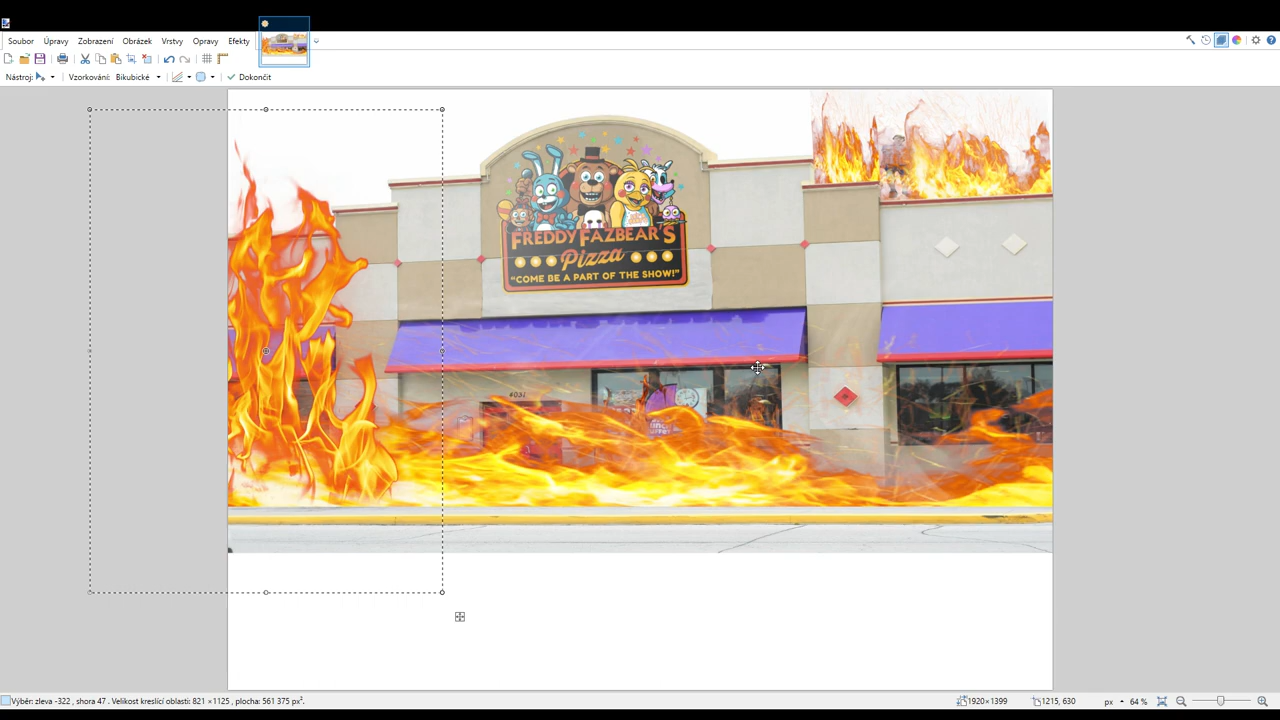 Soubor Úpravy Zobrazení Obrázek Vrstvy Opravy Efekty
Nástroj: Vzorkování: Bikubické Dokončit
FREDDY FAZBEAR'S
Pizza
"COME BE A PART OF THE SHOW!"
4031
Výběr: zleva -322 , shora 47 . Velikost kreslící oblasti: 821 ×1125 , plocha: 561 375 px².
1920×1399 1215, 630 px 64 %